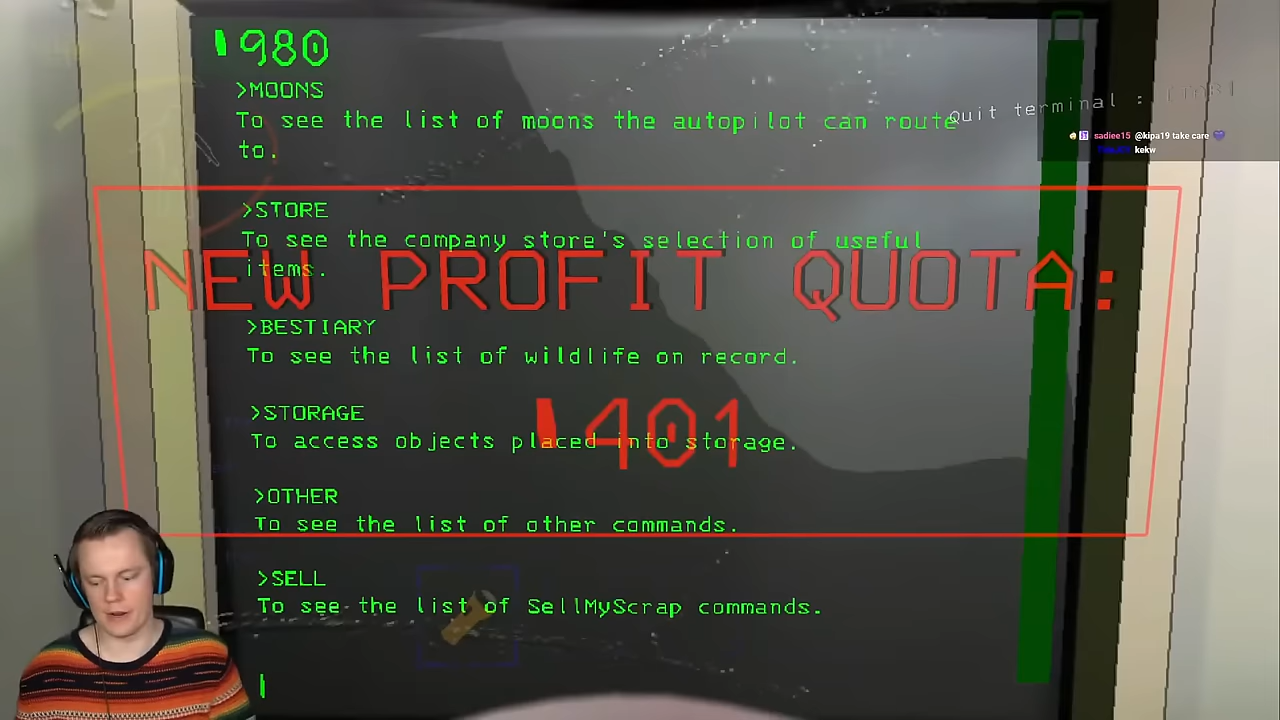 980
>MOONS
To see the list of moons the autopilot can route
to.
Quit terminal : [TAB]
sadiee15 @kipa19 take care
kekw
>STORE
To see the company store's selection of useful
items.
NEW PROFIT QUOTA:
>BESTIARY
To see the list of wildlife on record.
401
>STORAGE
To access objects placed into storage.
>OTHER
To see the list of other commands.
>SELL
To see the list of SellMyScrap commands.